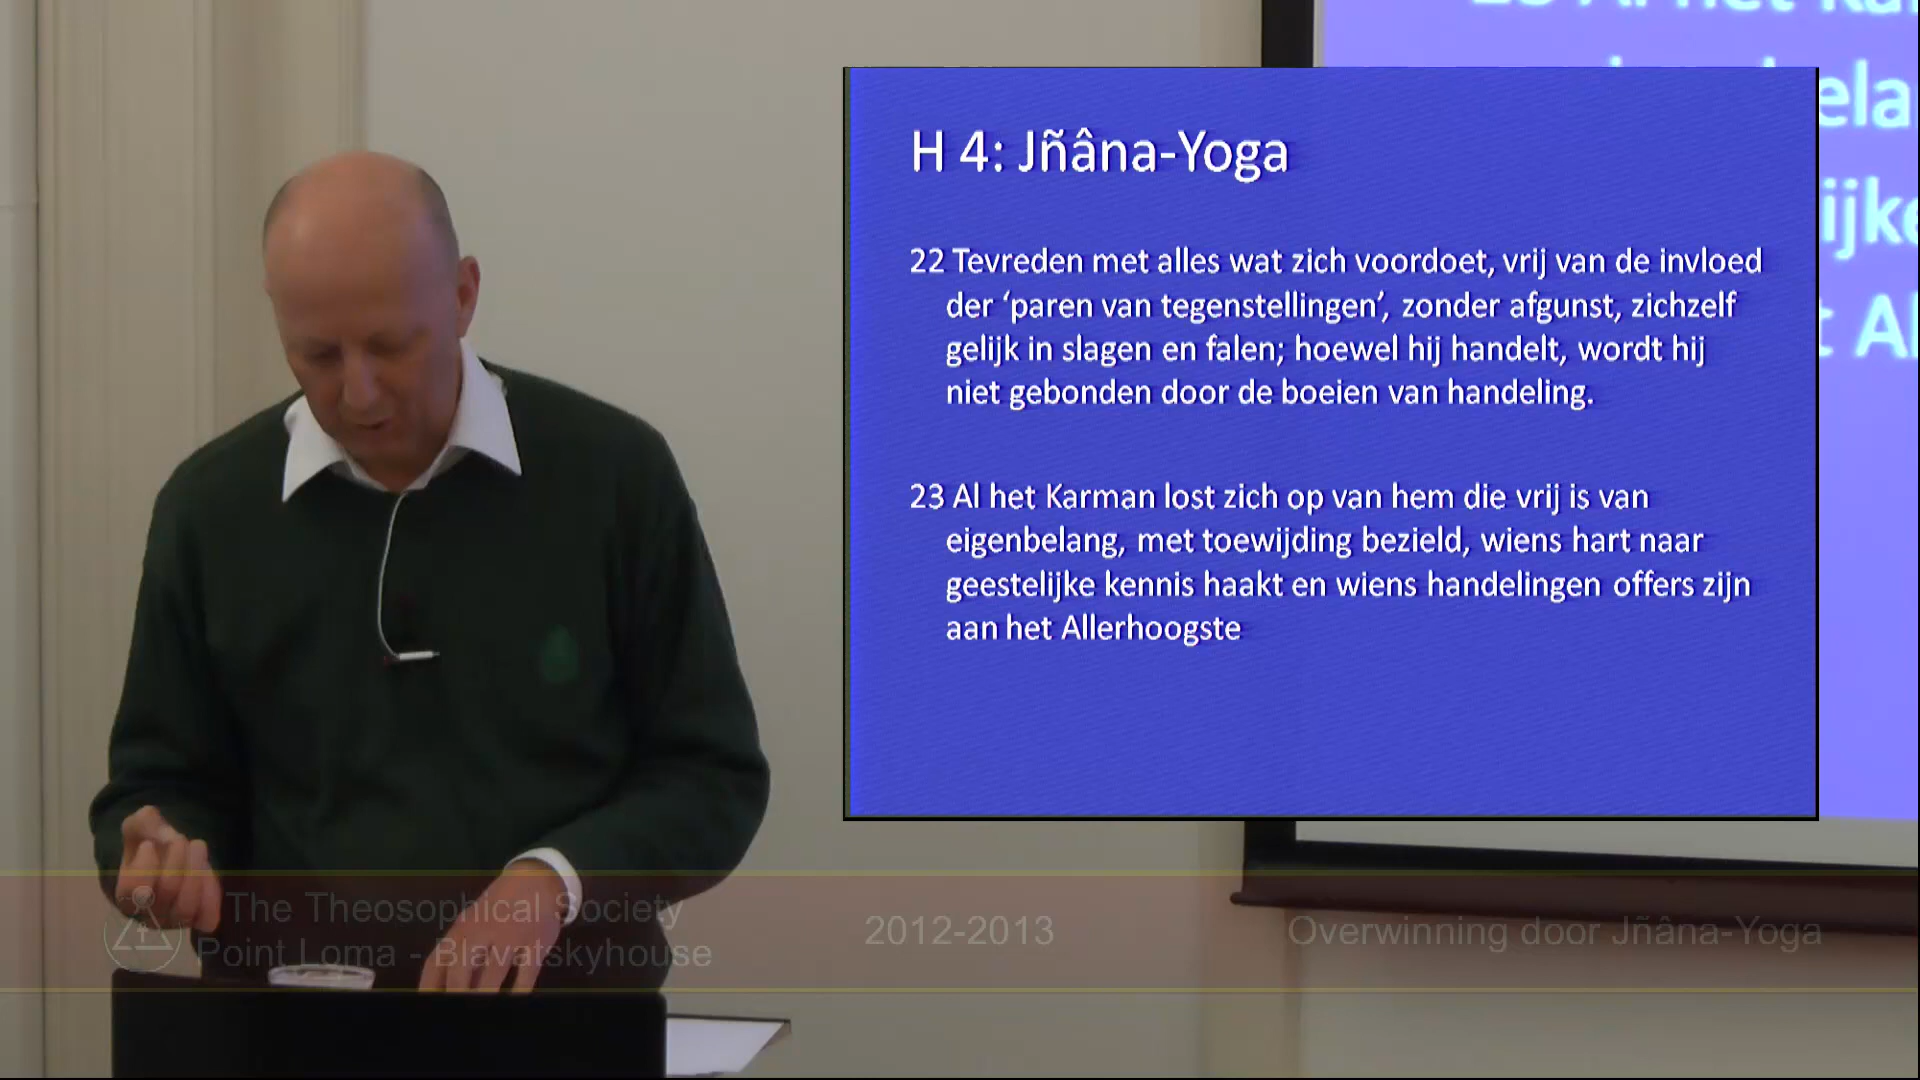 H 4: Jñâna-Yoga
22 Tevreden met alles wat zich voordoet, vrij van de invloed
der ‘paren van tegenstellingen’, zonder afgunst, zichzelf
gelijk in slagen en falen; hoewel hij handelt, wordt hij
niet gebonden door de boeien van handeling.
23 Al het Karman lost zich op van hem die vrij is van
eigenbelang, met toewijding bezield, wiens hart naar
geestelijke kennis haakt en wiens handelingen offers zijn
aan het Allerhoogste
The Theosophical Society
Point Loma - Blavatskyhouse
2012-2013
Overwinning door Jñâna-Yoga